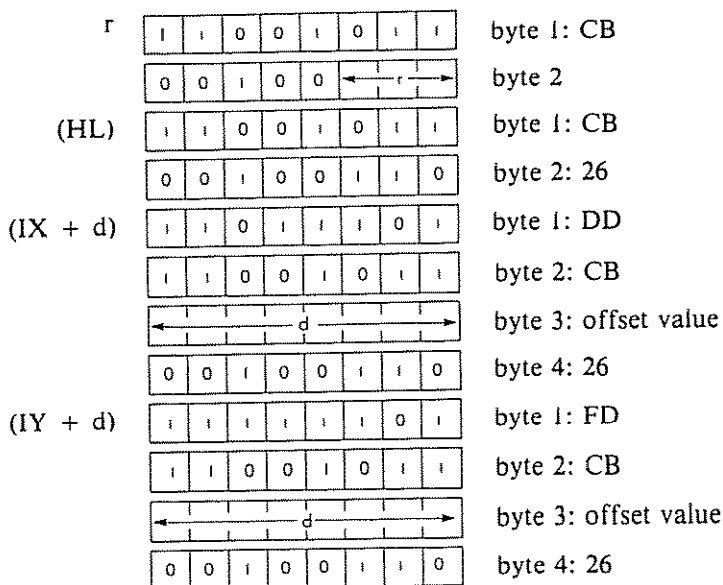 r 1 1 0 0 1 0 1 1 byte 1: CB
0 0 1 0 0 r byte 2
(HL) 1 1 0 0 1 0 1 1 byte 1: CB
0 0 1 0 0 1 1 0 byte 2: 26
(IX + d) 1 1 0 1 1 1 0 1 byte 1: DD
1 1 0 0 1 0 1 1 byte 2: CB
d byte 3: offset value
0 0 1 0 0 1 1 0 byte 4: 26
(IY + d) 1 1 1 1 1 1 0 1 byte 1: FD
1 1 0 0 1 0 1 1 byte 2: CB
d byte 3: offset value
0 0 1 0 0 1 1 0 byte 4: 26